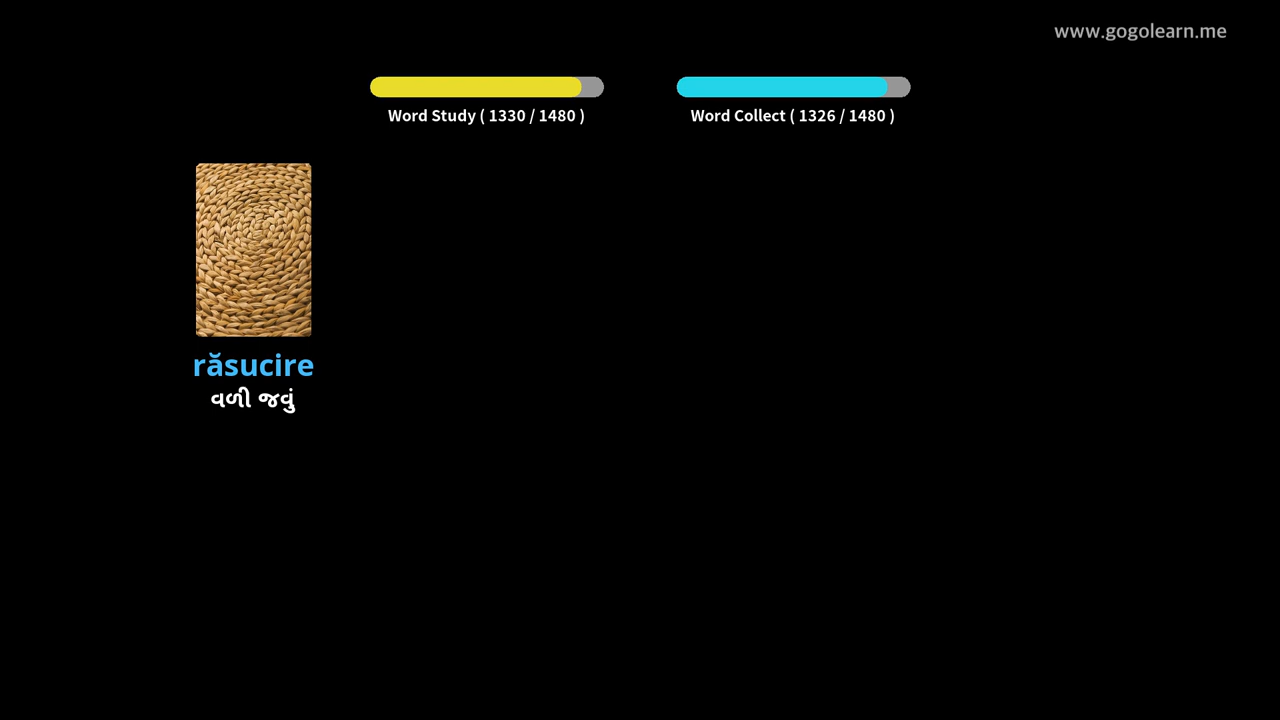 www.gogolearn.me
Word Study ( 1330 / 1480 )
Word Collect ( 1326 / 1480 )
răsucire
વળી જવું